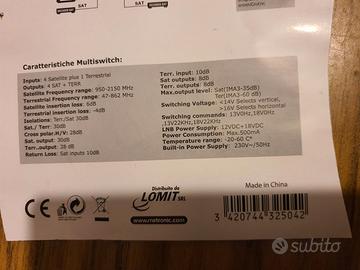 SAT
SAT
Caratteristiche Multiswitch:
Inputs: 4 Satellite plus 1 Terrestrial
Outputs: 4 SAT + TERR
Satellite Frequency range: 950-2150 MHz
Terrestrial Frequency range: 47-862 MHz
Satellite insertion loss: 6dB
Terrestrial insertion loss: -4dB
Isolations: Terr./Sat 30dB
Sat./ Terr: 30dB
Cross polar.H/V: 28dB
Sat. output: 30dB
Terr..output: 28 dB
Return Loss: Sat inputs 10dB
Terr. input: 10dB
Sat outputs: 8dB
Terr. outputs: 8dB
Max.output level: Sat(IMA3-35dB)
Ter(IMA3-60 dB)
Switching Voltage: <14V Selects vertical,
>16V Selects horizontal
Switching commands: 13V0Hz,18V0Hz
,13V22KHz,18V22KHz
LNB Power Supply: 12VDC+18VDC
Power Consumption: Max.500mA
Temperature range: -20-60 C°
Built-in Power Supply: 230V~/50Hz
CE
Distribuito da
LOMIT SRL
www.metronic.com
Made in China
3 420744 325042
subito